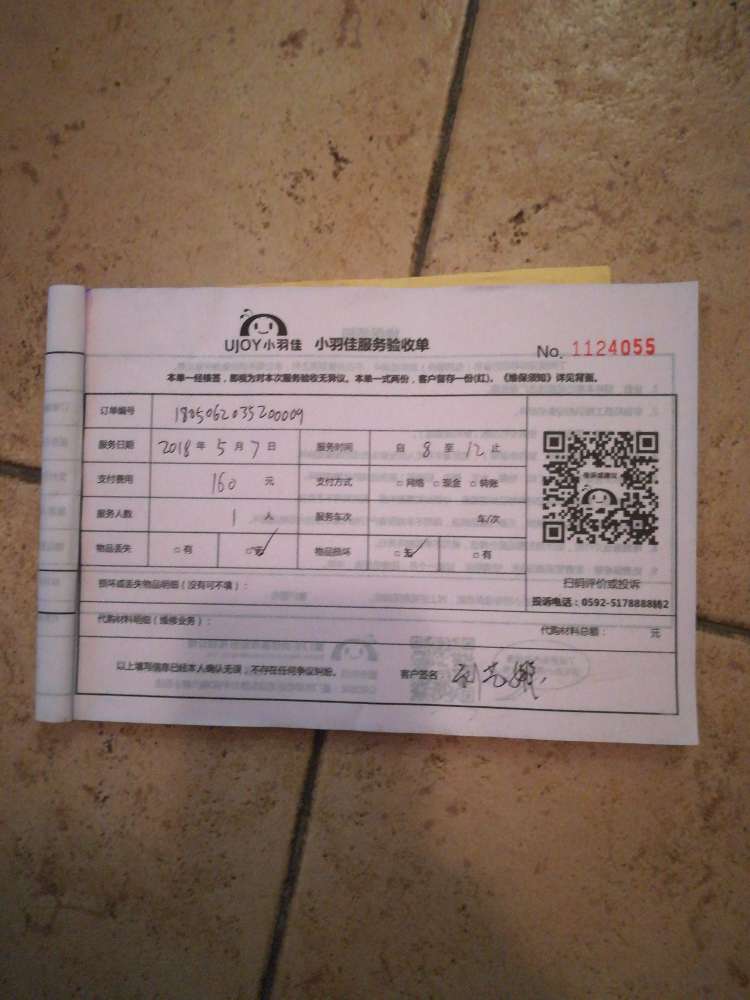 UJOY小羽佳 小羽佳服务验收单
No. 1124055
本单一经接签，即视为对本次服务验收无异议。本单一式两份，客户留存一份(红)。《维保须知》详见背面。
订单编号 1805062035200009
服务日期 2018 年 5 月 7 日 服务时间 自 8 至 12 止
支付费用 160 元 支付方式 □网络 □现金 □转账
服务人数 1 人 服务车次 车/次
物品丢失 □有 □无✓ 物品损坏 □无✓ □有
扫码评价或投诉
投诉电话：0592-5178888转2
损坏或丢失物品明细（没有可不填）：
代购材料明细（维修业务）： 代购材料总额： 元
以上填写信息已经本人确认无误，不存在任何争议纠纷。 客户签名：